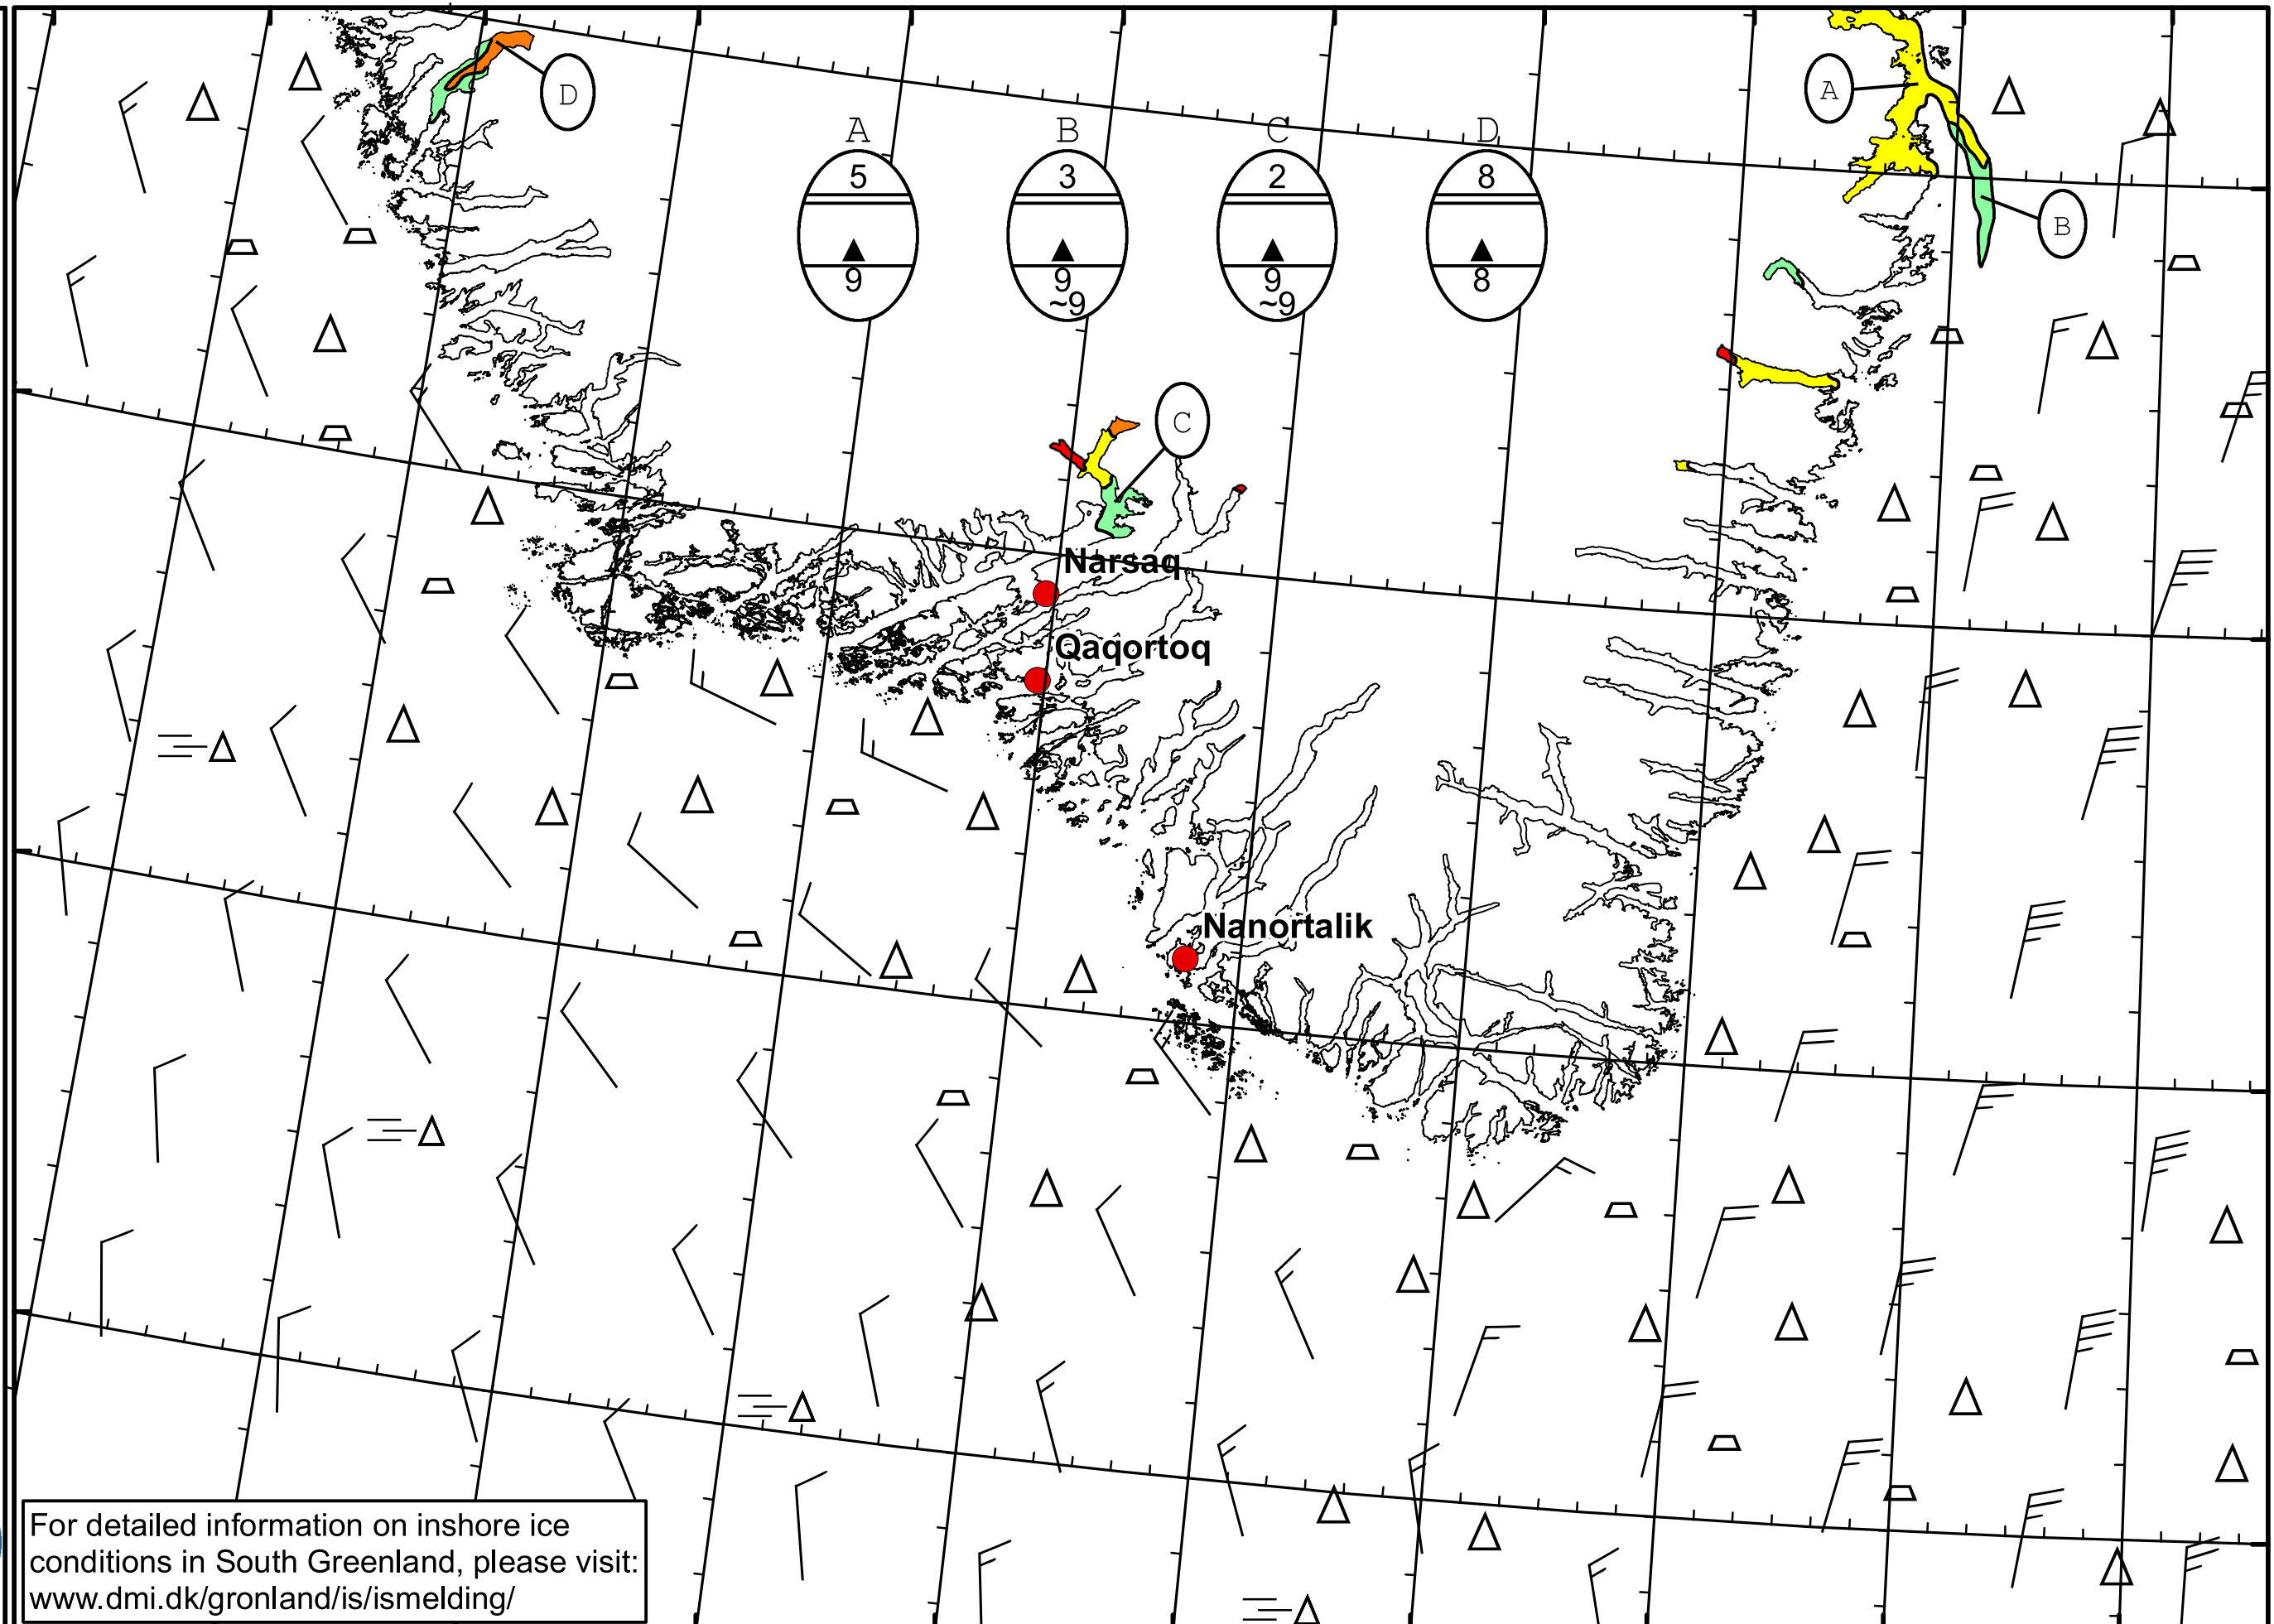 D
A
A B C D
5 3 2 8
▲ ▲ ▲ ▲
9 9 9 8
~9 ~9
B
C
Narsaq
Qaqortoq
Nanortalik
For detailed information on inshore ice
conditions in South Greenland, please visit:
www.dmi.dk/gronland/is/ismelding/